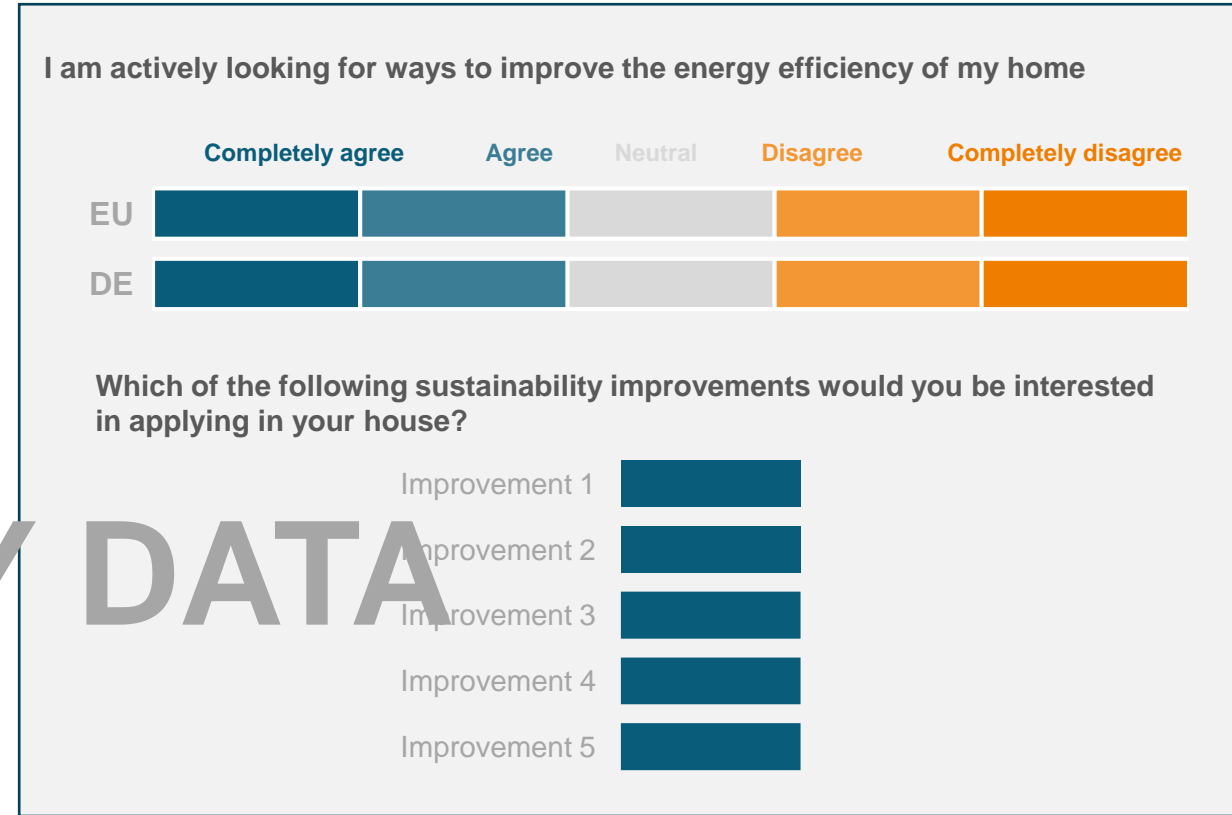 I am actively looking for ways to improve the energy efficiency of my home
Completely agree Agree Neutral Disagree Completely disagree
EU
DE
Which of the following sustainability improvements would you be interested
in applying in your house?
Improvement 1
Improvement 2
Improvement 3
Improvement 4
Improvement 5
Y DATA